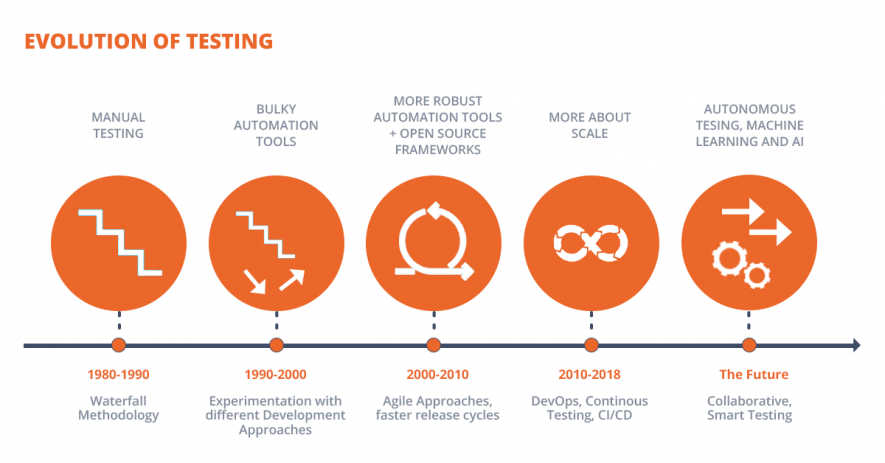 EVOLUTION OF TESTING
MANUAL
TESTING
BULKY
AUTOMATION
TOOLS
MORE ROBUST
AUTOMATION TOOLS
+ OPEN SOURCE
FRAMEWORKS
MORE ABOUT
SCALE
AUTONOMOUS
TESING, MACHINE
LEARNING AND AI
1980-1990
Waterfall
Methodology
1990-2000
Experimentation with
different Development
Approaches
2000-2010
Agile Approaches,
faster release cycles
2010-2018
DevOps, Continous
Testing, CI/CD
The Future
Collaborative,
Smart Testing